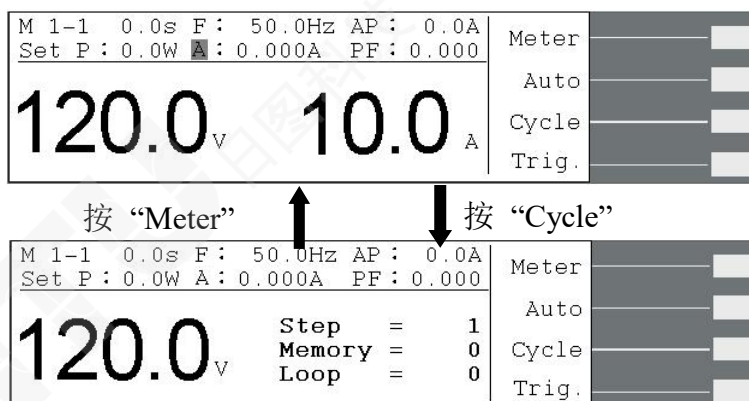 M 1-1 0.0s F: 50.0Hz AP: 0.0A
Set P:0.0W A:0.000A PF:0.000
120.0V 10.0 A
Meter
Auto
Cycle
Trig.
按 “Meter” 按 “Cycle”
M 1-1 0.0s F: 50.0Hz AP: 0.0A
Set P:0.0W A:0.000A PF:0.000
120.0V
Step = 1
Memory = 0
Loop = 0
Meter
Auto
Cycle
Trig.